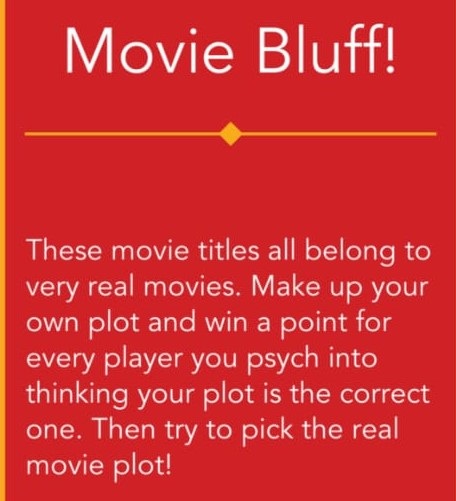 Movie Bluff!
These movie titles all belong to
very real movies. Make up your
own plot and win a point for
every player you psych into
thinking your plot is the correct
one. Then try to pick the real
movie plot!